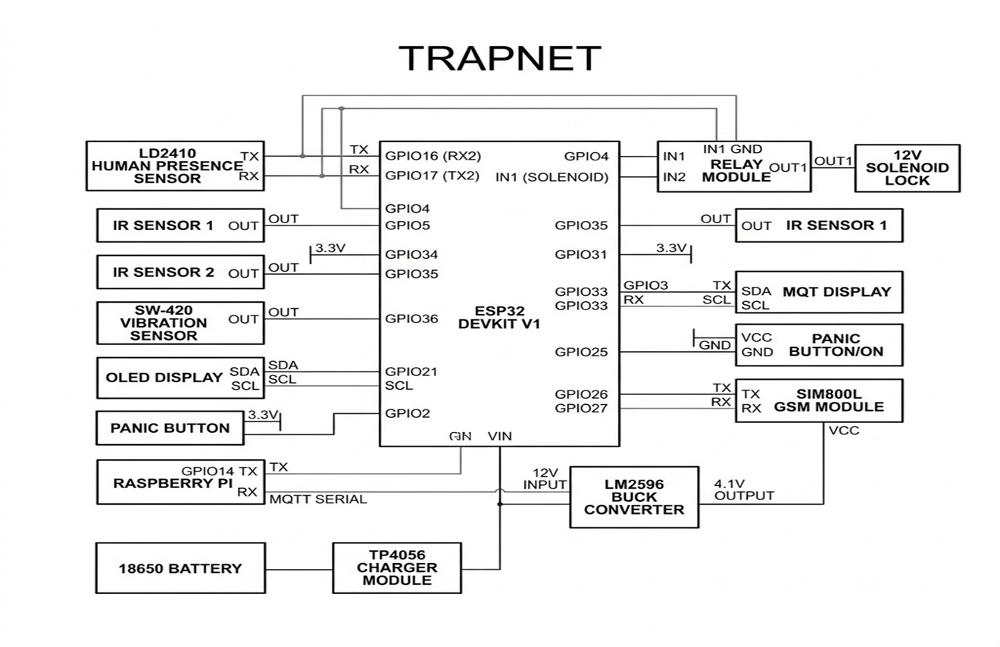 TRAPNET
LD2410
HUMAN PRESENCE
SENSOR
TX
RX
TX
RX
IR SENSOR 1
OUT
OUT
3.3V
IR SENSOR 2
OUT
OUT
SW-420
VIBRATION
SENSOR
OUT
OUT
OLED DISPLAY
SDA
SCL
SDA
SCL
PANIC BUTTON
3.3V
RASPBERRY PI
GPIO14 TX
RX
TX
MQTT SERIAL
18650 BATTERY
TP4056
CHARGER
MODULE
GPIO16 (RX2)
GPIO17 (TX2)
GPIO4
GPIO5
GPIO34
GPIO35
GPIO36
GPIO21
SCL
GPIO2
ESP32
DEVKIT V1
VIN
GPIO4
IN1 (SOLENOID)
GPIO35
GPIO31
GPIO33
GPIO33
GPIO25
GPIO26
GPIO27
IN1 GND
IN1
IN2
RELAY
MODULE
OUT1
OUT1
12V
SOLENOID
LOCK
OUT
OUT
IR SENSOR 1
3.3V
GPIO3
TX
RX
SCL
SDA
SCL
MQT DISPLAY
GND
VCC
GND
PANIC
BUTTON/ON
TX
RX
TX
RX
SIM800L
GSM MODULE
VCC
12V
INPUT
LM2596
BUCK
CONVERTER
4.1V
OUTPUT